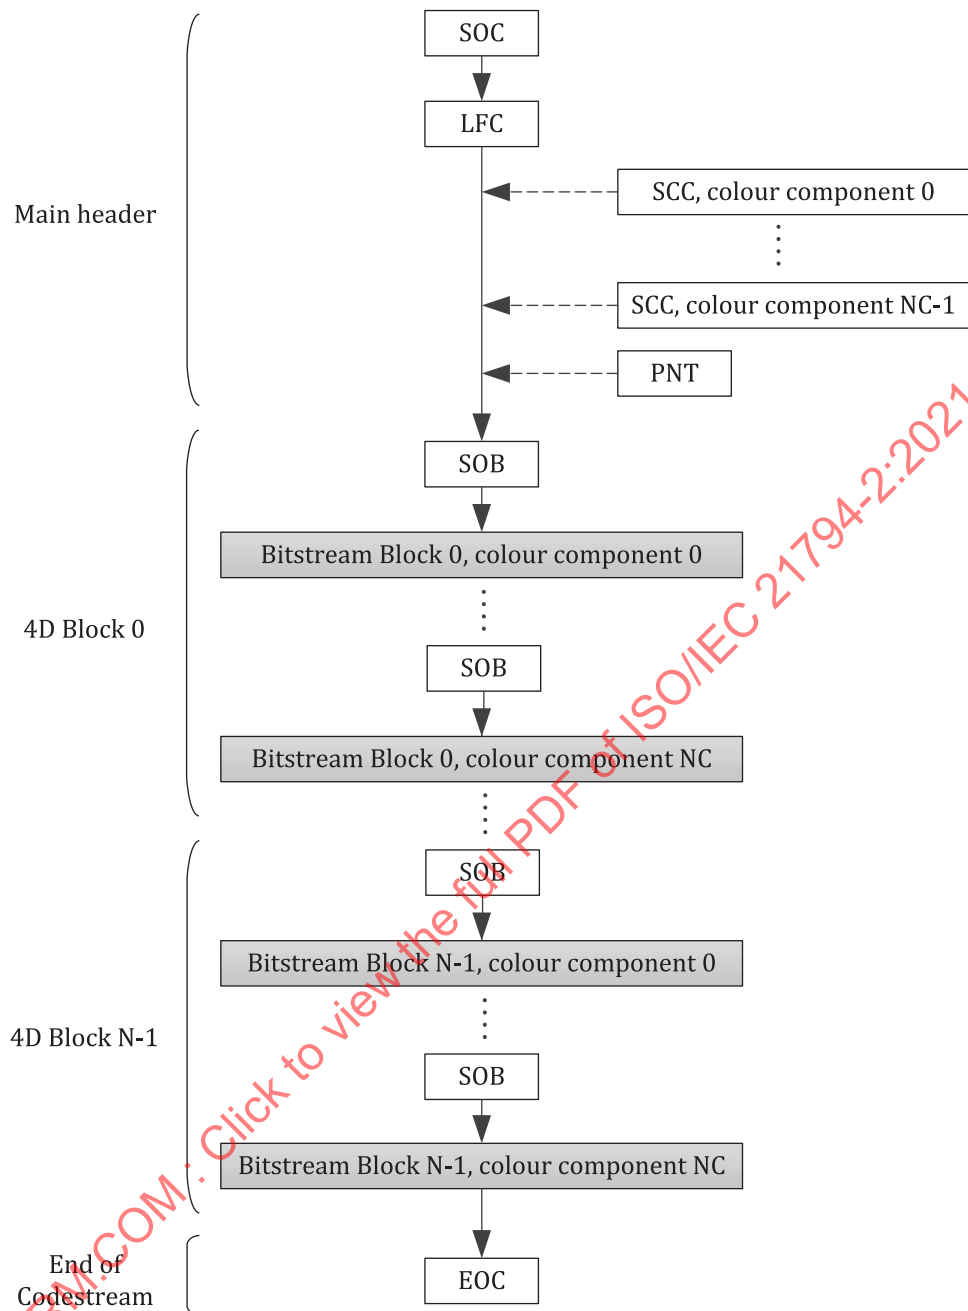 SOC
LFC
SCC, colour component 0
Main header
SCC, colour component NC-1
PNT
SOB
Bitstream Block 0, colour component 0
4D Block 0
SOB
Bitstream Block 0, colour component NC
SOB
Bitstream Block N-1, colour component 0
4D Block N-1
SOB
Bitstream Block N-1, colour component NC
End of
Codestream
EOC
RM.COM : Click to view the full PDF of ISO/IEC 21794-2:2021